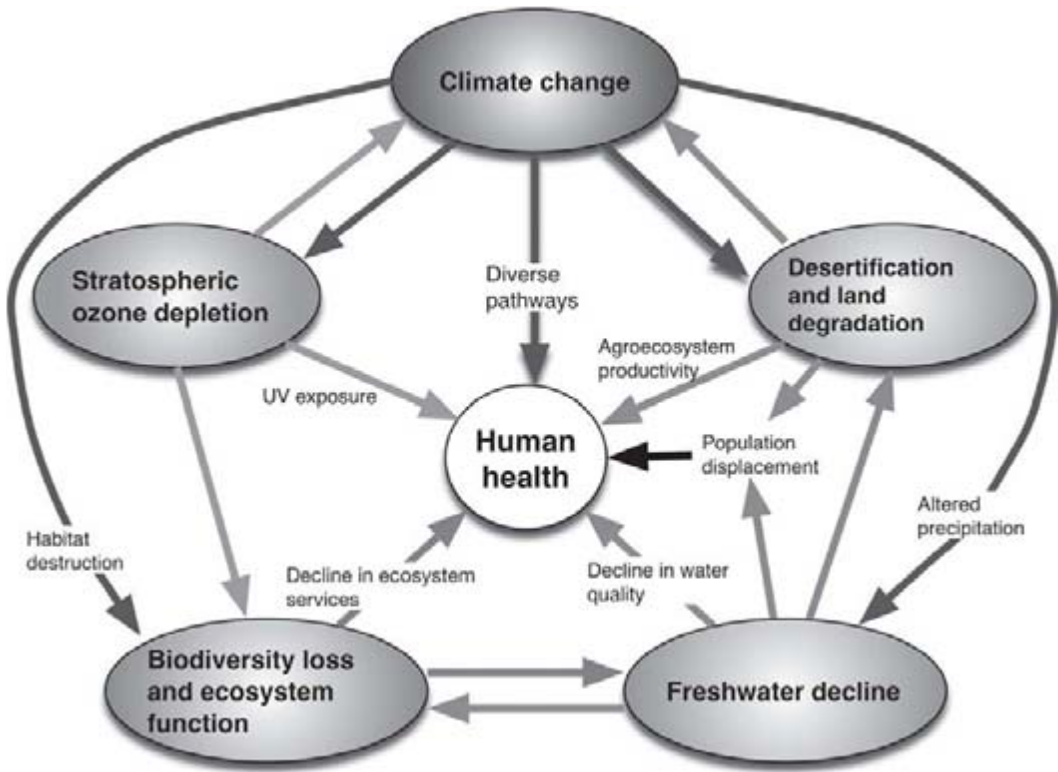 Climate change
Stratospheric
ozone depletion
Desertification
and land
degradation
Diverse
pathways
Agroecosystem
productivity
UV exposure
Human
health
Population
displacement
Habitat
destruction
Altered
precipitation
Decline in ecosystem
services
Decline in water
quality
Biodiversity loss
and ecosystem
function
Freshwater decline